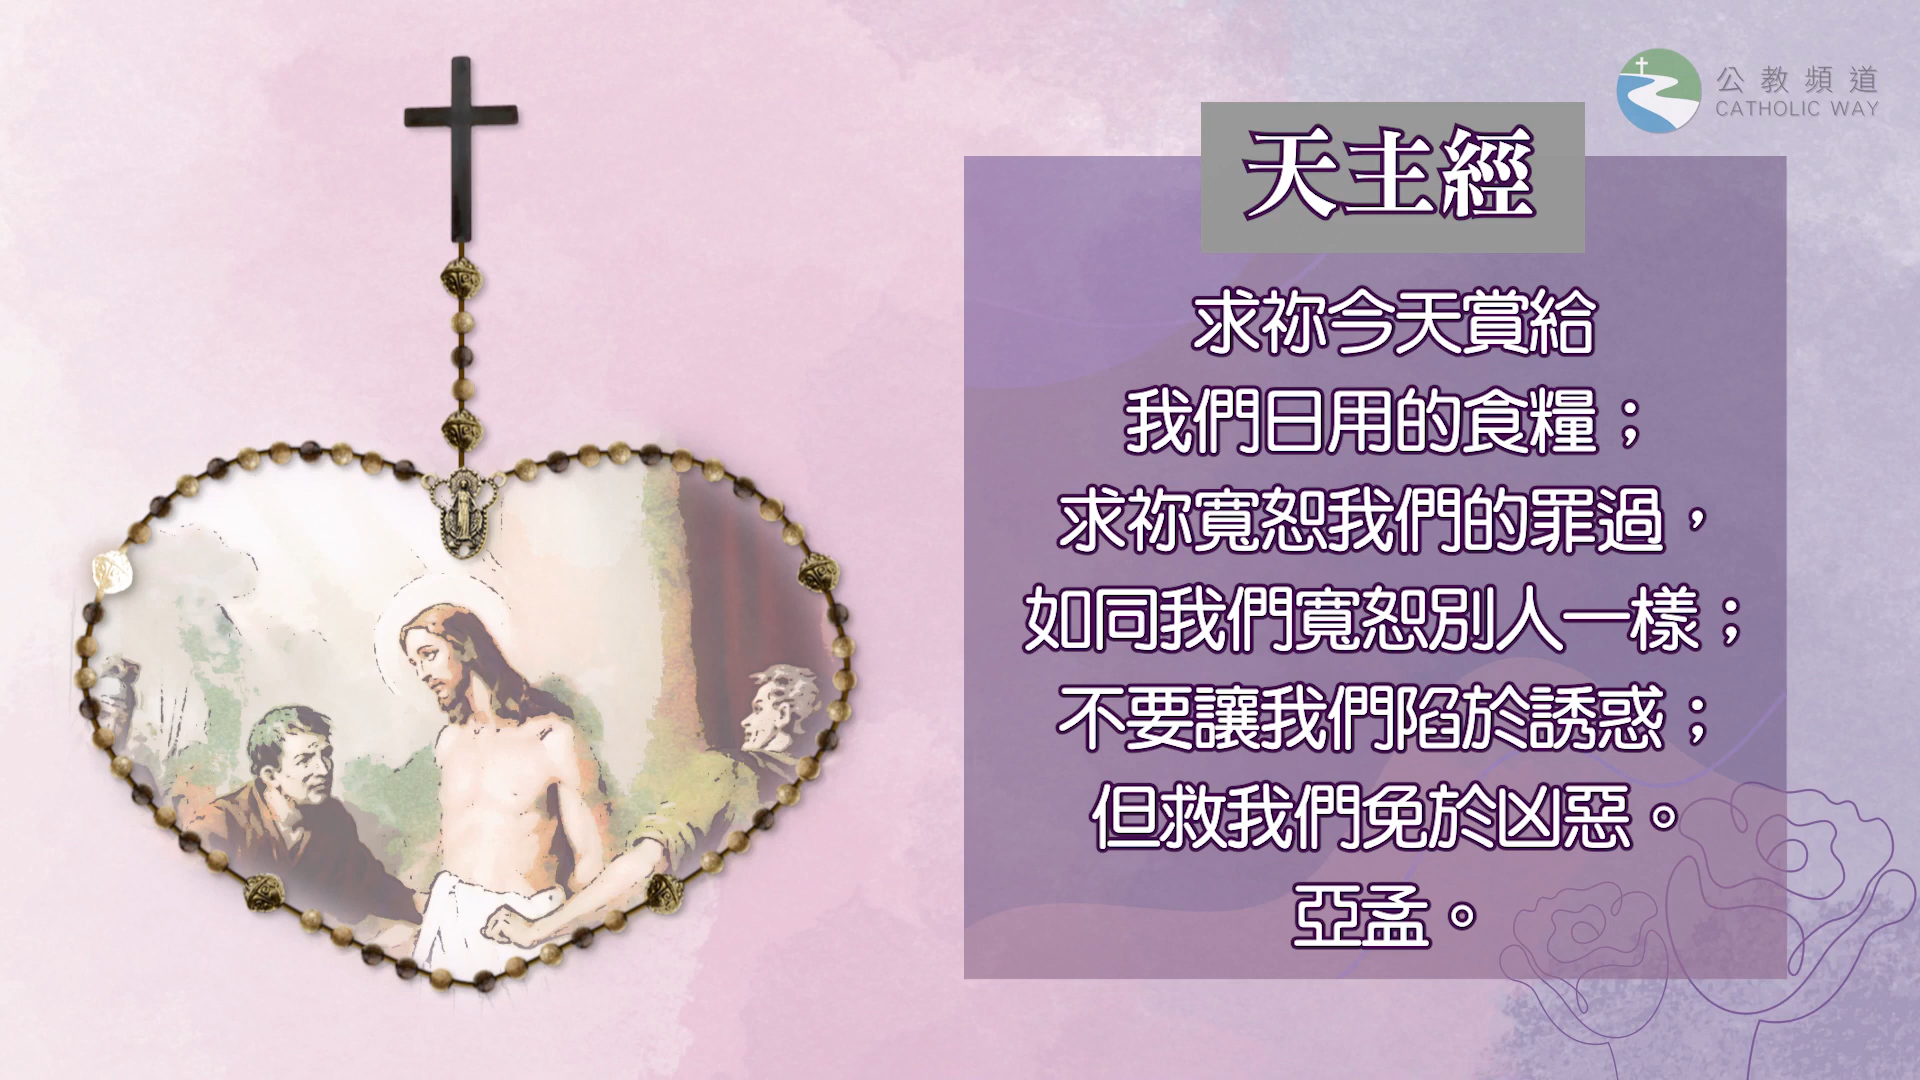 公教頻道
CATHOLIC WAY
天主經
求祢今天賞給
我們日用的食糧；
求祢寬恕我們的罪過，
如同我們寬恕別人一樣；
不要讓我們陷於誘惑；
但救我們免於凶惡。
亞孟。